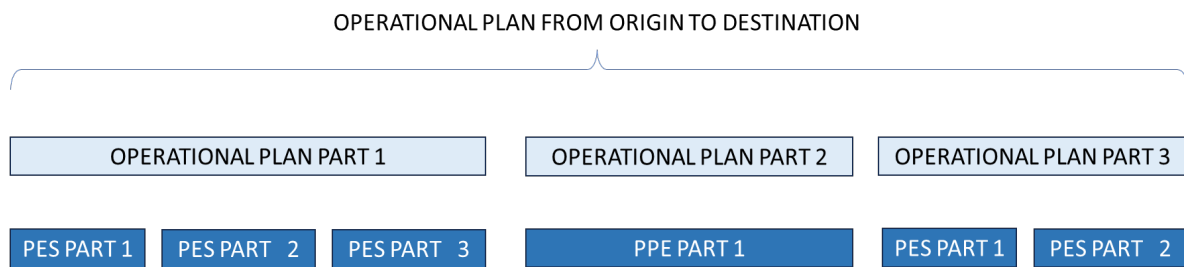 OPERATIONAL PLAN FROM ORIGIN TO DESTINATION
OPERATIONAL PLAN PART 1
OPERATIONAL PLAN PART 2
OPERATIONAL PLAN PART 3
PES PART 1
PES PART 2
PES PART 3
PPE PART 1
PES PART 1
PES PART 2